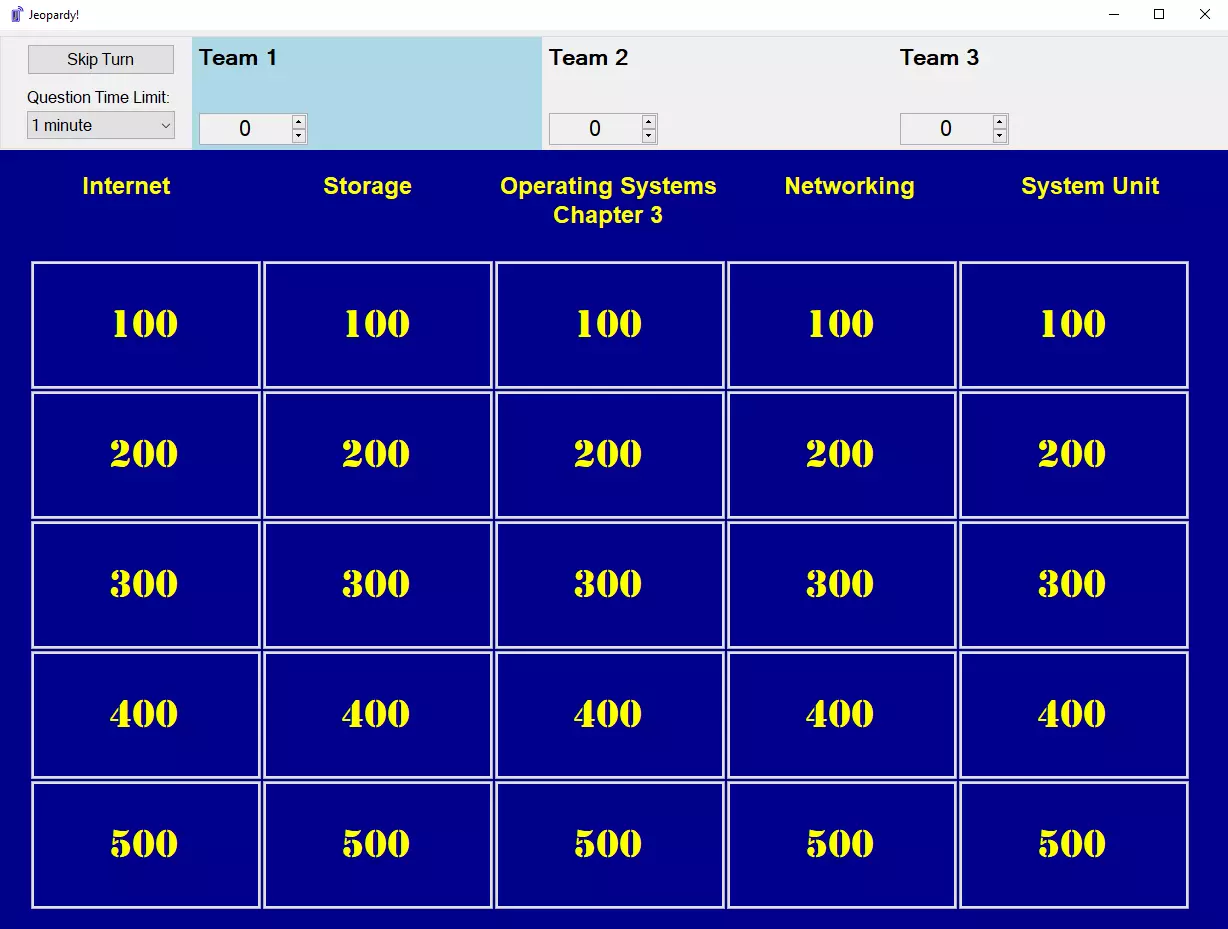 Jeopardy!
Skip Turn
Question Time Limit:
1 minute
Team 1
0
Team 2
0
Team 3
0
Internet
Storage
Operating Systems
Chapter 3
Networking
System Unit
100 100 100 100 100
200 200 200 200 200
300 300 300 300 300
400 400 400 400 400
500 500 500 500 500